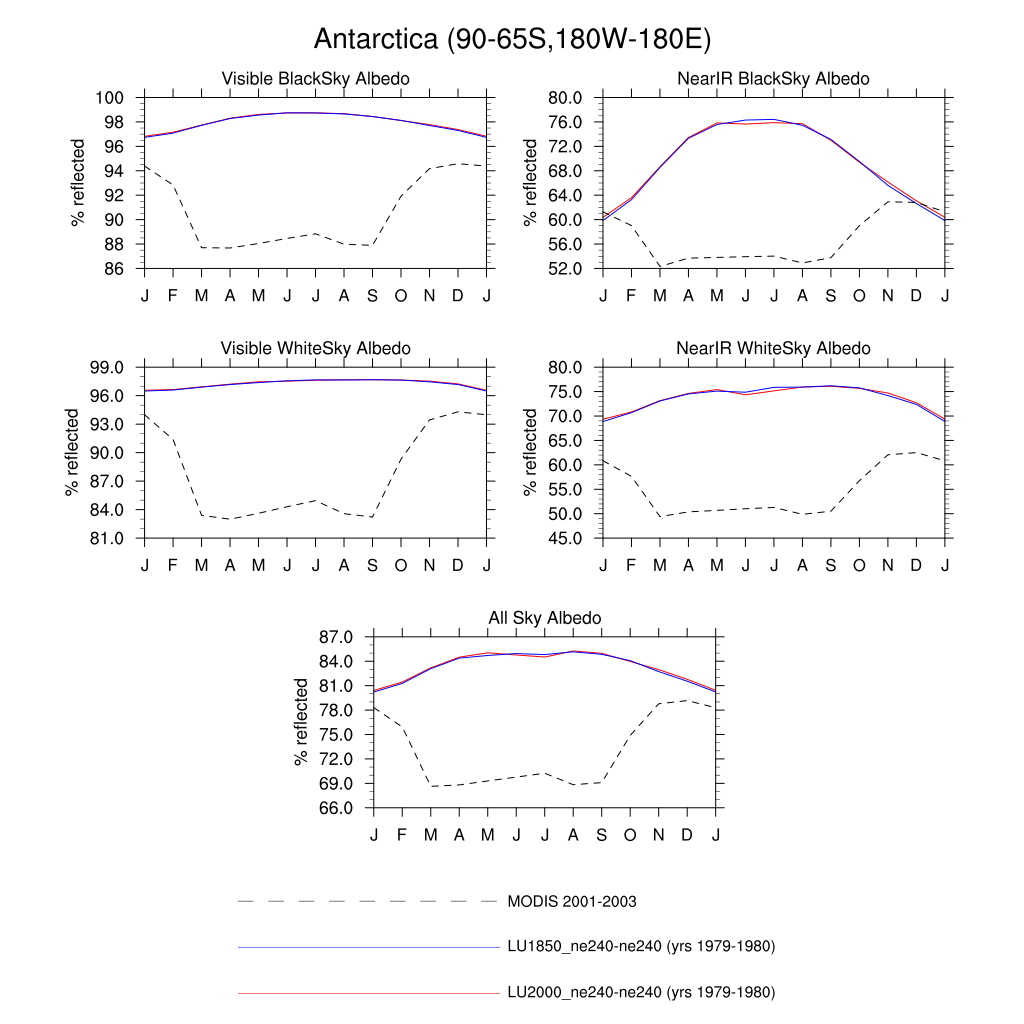 Antarctica (90-65S,180W-180E)
Visible BlackSky Albedo
% reflected
100
98
96
94
92
90
88
86
J F M A M J J A S O N D J
NearIR BlackSky Albedo
% reflected
80.0
76.0
72.0
68.0
64.0
60.0
56.0
52.0
J F M A M J J A S O N D J
Visible WhiteSky Albedo
% reflected
99.0
96.0
93.0
90.0
87.0
84.0
81.0
J F M A M J J A S O N D J
NearIR WhiteSky Albedo
% reflected
80.0
75.0
70.0
65.0
60.0
55.0
50.0
45.0
J F M A M J J A S O N D J
All Sky Albedo
% reflected
87.0
84.0
81.0
78.0
75.0
72.0
69.0
66.0
J F M A M J J A S O N D J
MODIS 2001-2003
LU1850_ne240-ne240 (yrs 1979-1980)
LU2000_ne240-ne240 (yrs 1979-1980)